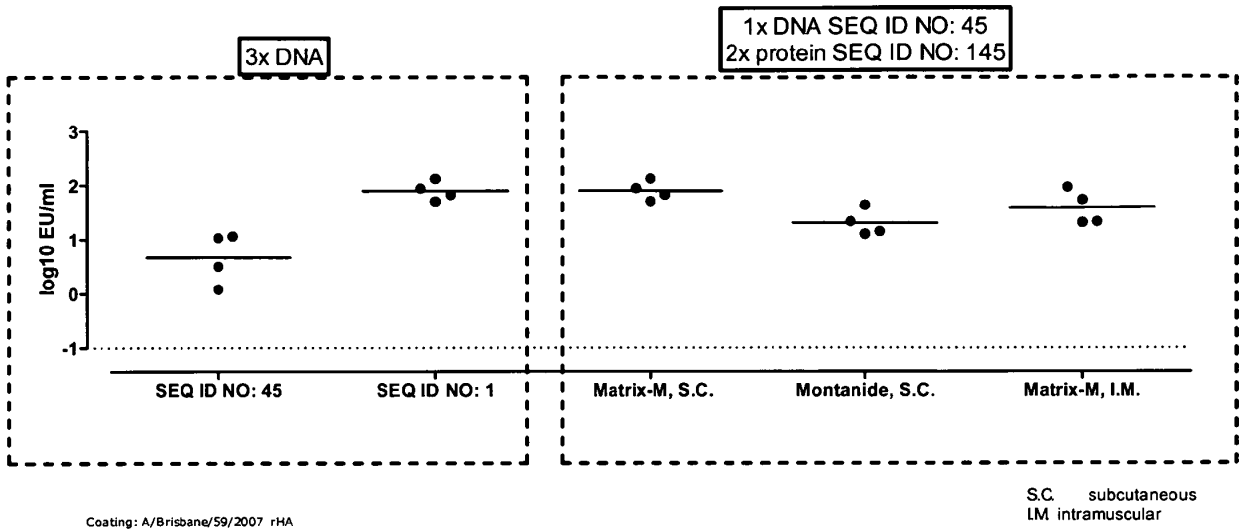 3x DNA
1x DNA SEQ ID NO: 45
2x protein SEQ ID NO: 145
log10 EU/ml
3
2
1
0
-1
SEQ ID NO: 45
SEQ ID NO: 1
Matrix-M, S.C.
Montanide, S.C.
Matrix-M, I.M.
S.C. subcutaneous
I.M intramuscular
Coating: A/Brisbane/59/2007 rHA